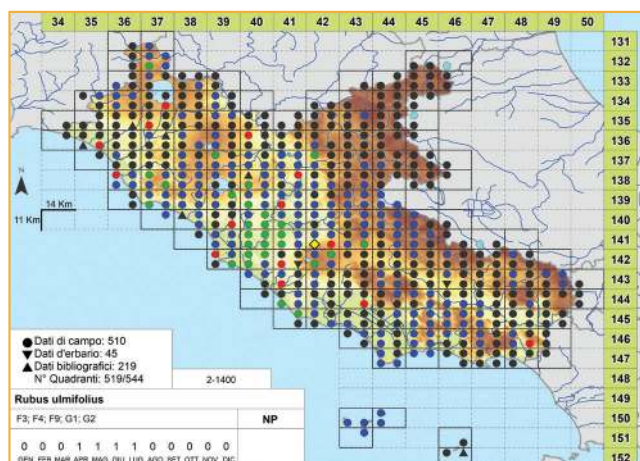 34 35 36 37 38 39 40 41 42 43 44 45 46 47 48 49 50
131
132
133
134
135
136
137
138
139
140
141
142
143
144
145
146
147
148
149
150
151
152
N
14 Km
11 Km
Dati di campo: 510
Dati d'erbario: 45
Dati bibliografici: 219
N° Quadranti: 519/544
2-1400
Rubus ulmifolius
F3; F4; F9; G1; G2
NP
0 0 0 1 1 1 1 0 0 0 0 0
GEN FEB MAR APR MAG GIU LUG AGO SET OTT NOV DIC